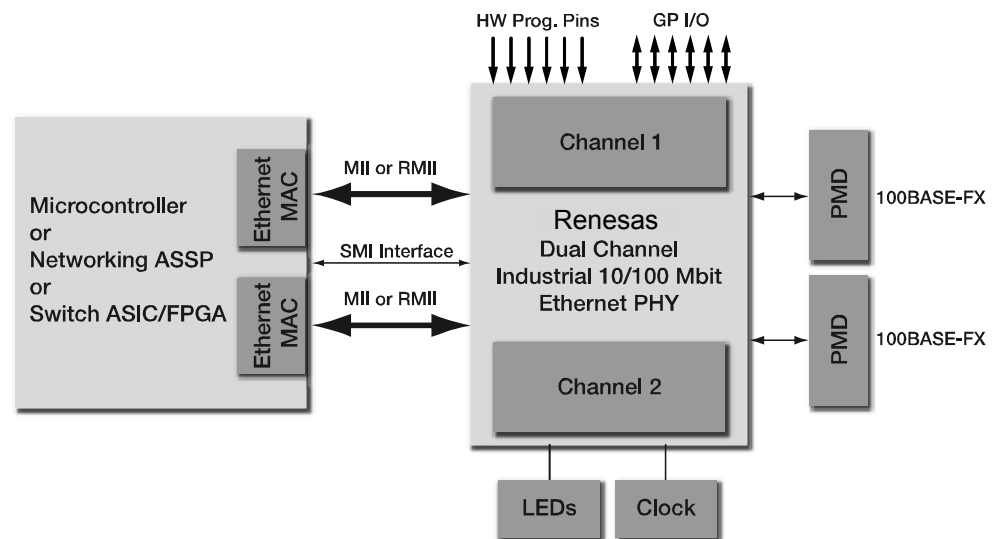 HW Prog. Pins
GP I/O
Channel 1
Ethernet
MAC
MII or RMII
Microcontroller
or
Networking ASSP
or
Switch ASIC/FPGA
SMI Interface
Ethernet
MAC
MII or RMII
Renesas
Dual Channel
Industrial 10/100 Mbit
Ethernet PHY
PMD
100BASE-FX
PMD
100BASE-FX
Channel 2
LEDs
Clock